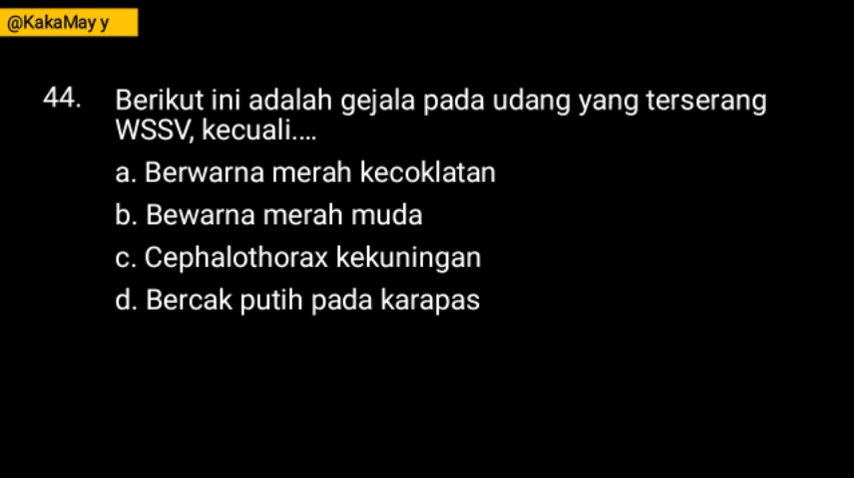 @KakaMay y
44. Berikut ini adalah gejala pada udang yang terserang
WSSV, kecuali....
a. Berwarna merah kecoklatan
b. Bewarna merah muda
c. Cephalothorax kekuningan
d. Bercak putih pada karapas